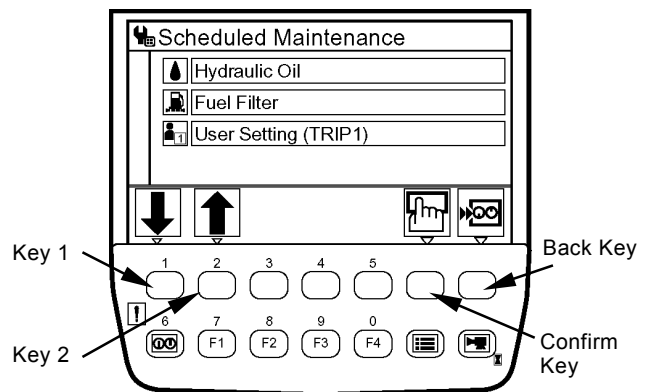 Scheduled Maintenance
Hydraulic Oil
Fuel Filter
1 User Setting (TRIP1)
Key 1
1 2 3 4 5
Back Key
!
6 7 8 9 0
Key 2
F1 F2 F3 F4
Confirm
Key